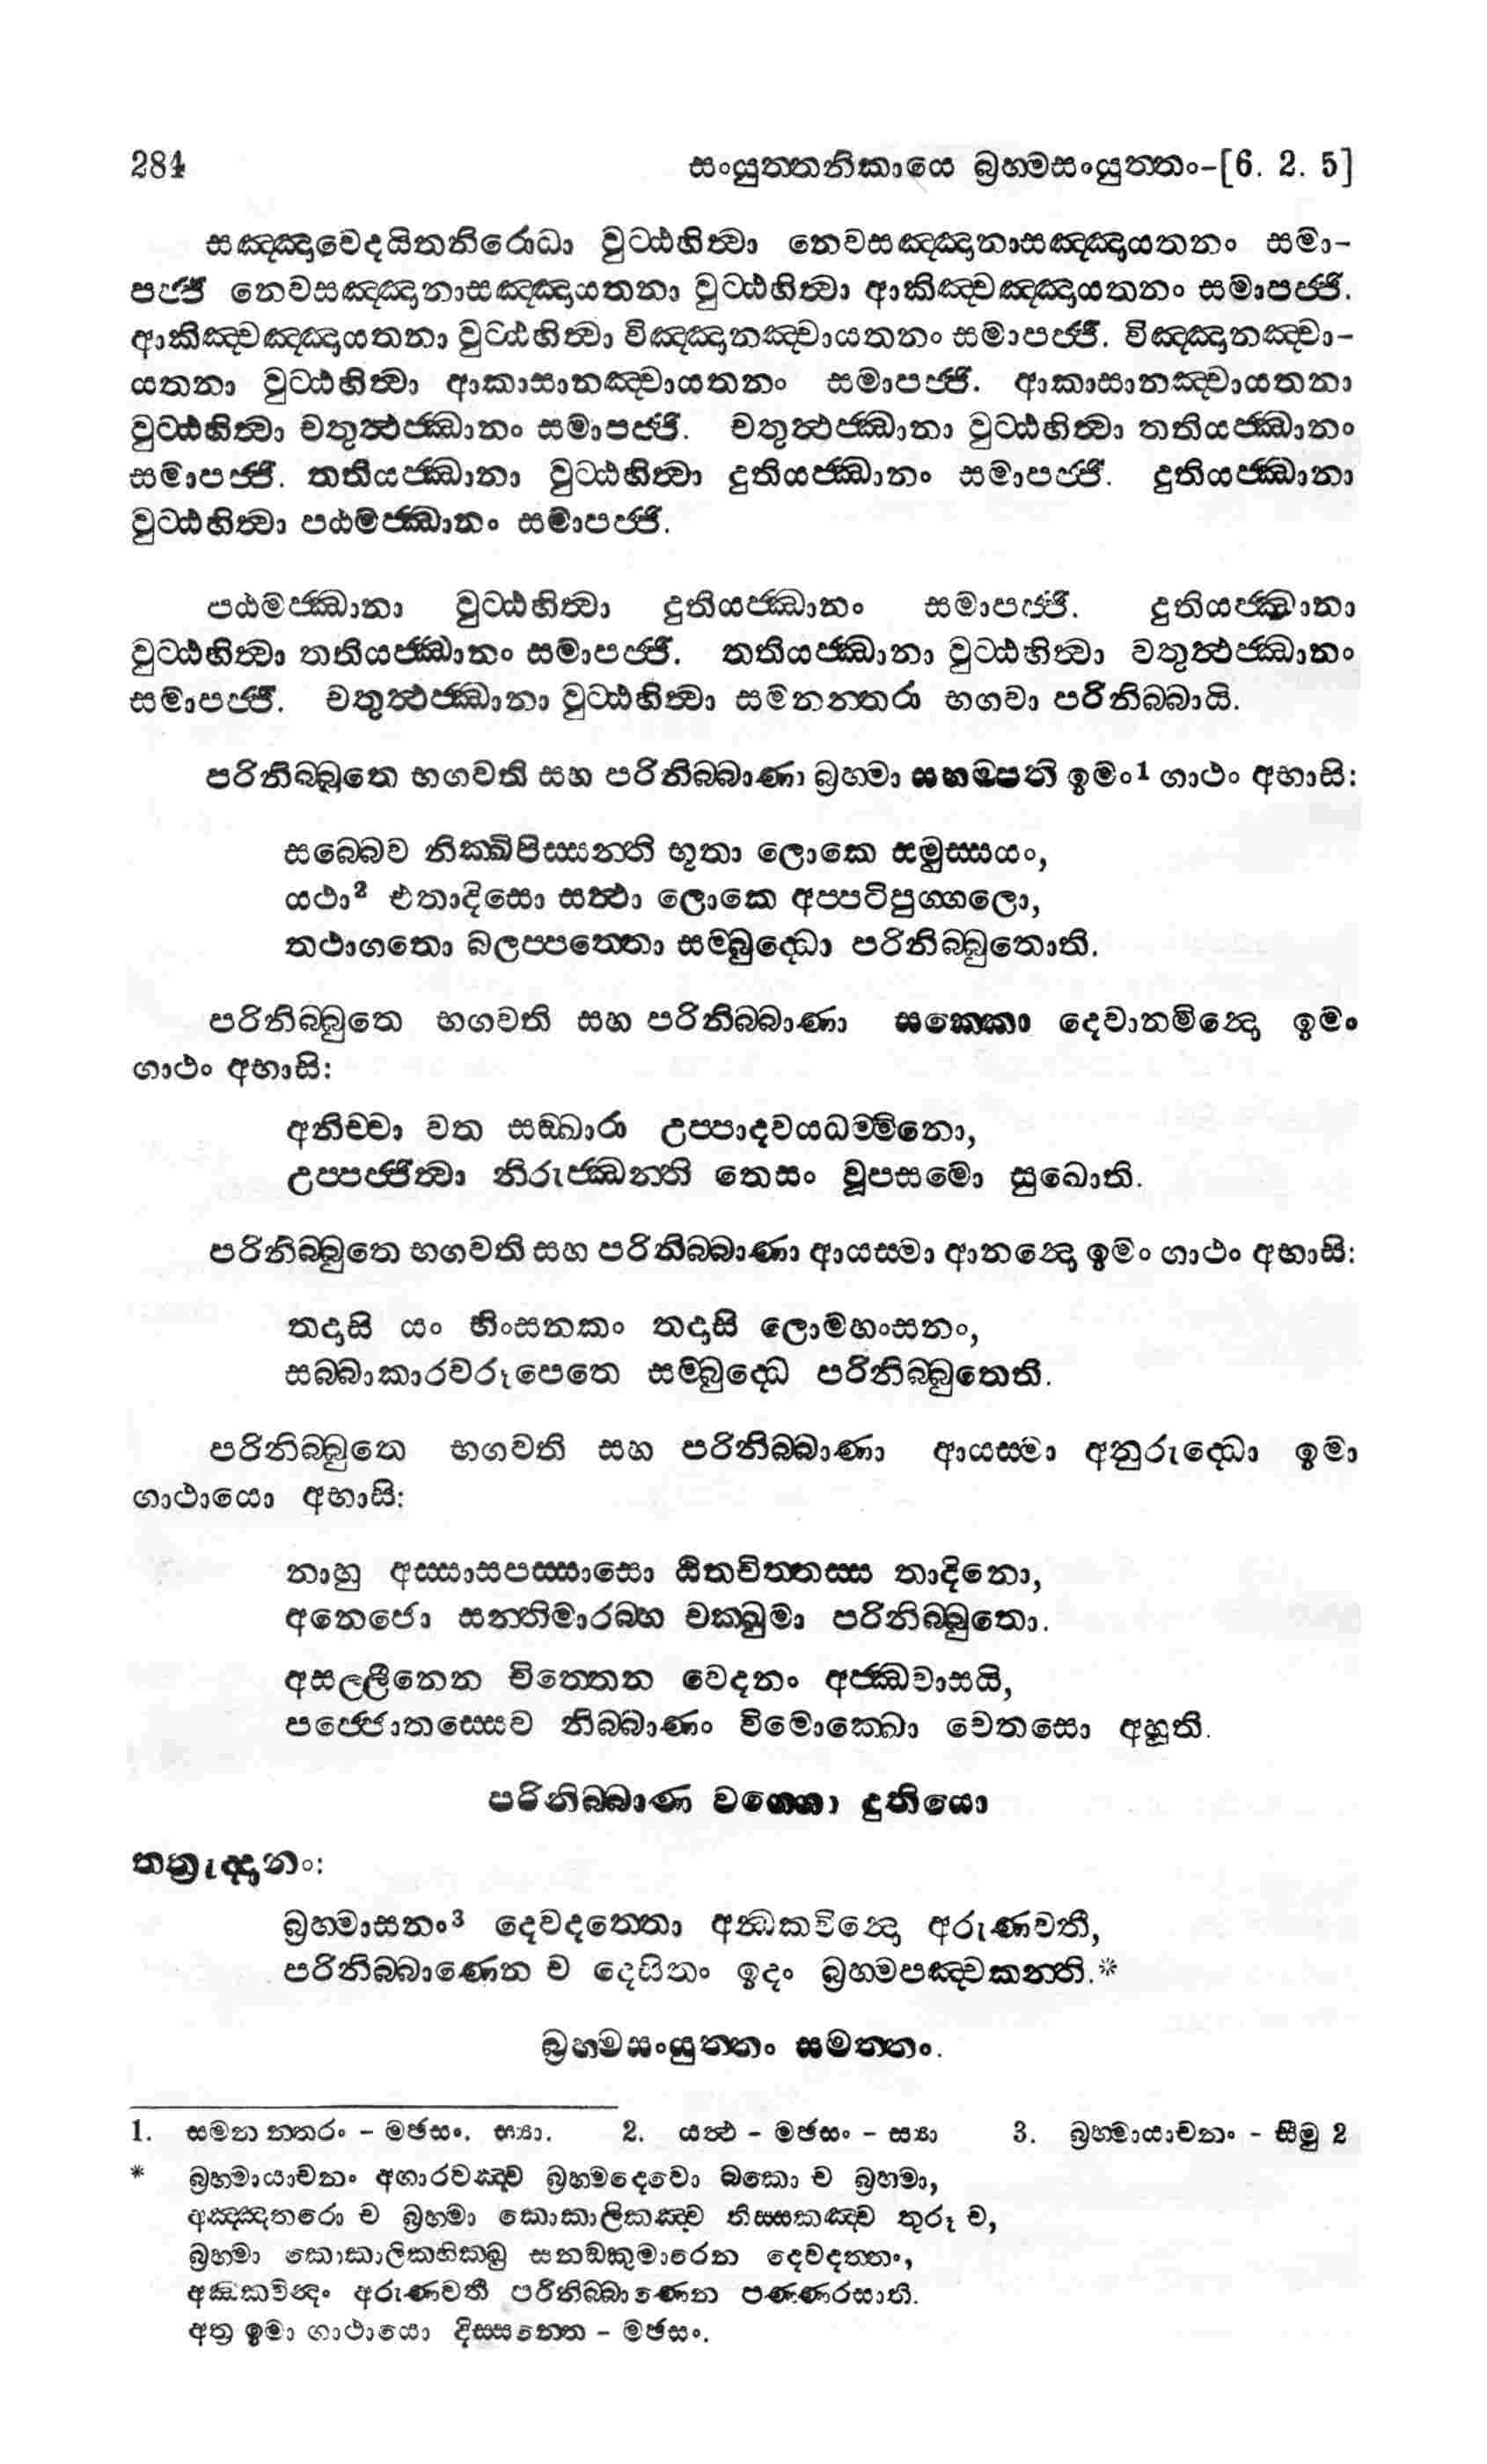 284 සංයුත්තනිකායෙ බ්‍රහ්මසංයුත්තං-[6. 2. 5]
සඤ්ඤාවෙදයිතනිරොධා වුට්ඨහිත්වා නෙවසඤ්ඤානාසඤ්ඤායතනං සමා-
පජ්ජි නෙවසඤ්ඤානාසඤ්ඤායතනා වුට්ඨහිත්වා ආකිඤ්චඤ්ඤායතනං සමාපජ්ජි.
ආකිඤ්චඤ්ඤායතනා වුට්ඨහිත්වා විඤ්ඤානඤ්චායතනං සමාපජ්ජි. විඤ්ඤානඤ්චා-
යතනා වුට්ඨහිත්වා ආකාසානඤ්චායතනං සමාපජ්ජි. ආකාසානඤ්චායතනා
වුට්ඨහිත්වා චතුත්ථජ්ඣානං සමාපජ්ජි. චතුත්ථජ්ඣානා වුට්ඨහිත්වා තතියජ්ඣානං
සමාපජ්ජි. තතියජ්ඣානා වුට්ඨහිත්වා දුතියජ්ඣානං සමාපජ්ජි. දුතියජ්ඣානා
වුට්ඨහිත්වා පඨමජ්ඣානං සමාපජ්ජි.
පඨමජ්ඣානා වුට්ඨහිත්වා දුතියජ්ඣානං සමාපජ්ජි. දුතියජ්ඣානා
වුට්ඨහිත්වා තතියජ්ඣානං සමාපජ්ජි. තතියජ්ඣානා වුට්ඨහිත්වා චතුත්ථජ්ඣානං
සමාපජ්ජි. චතුත්ථජ්ඣානා වුට්ඨහිත්වා සමනන්තරා භගවා පරිනිබ්බායි.
පරිනිබ්බුතෙ භගවති සහ පරිනිබ්බාණා බ්‍රහ්මා සහම්පති ඉමං¹ ගාථං අභාසි:
සබ්බෙව නික්ඛිපිස්සන්ති භූතා ලොකෙ සමුස්සයං,
යථා² එතාදිසො සත්ථා ලොකෙ අප්පටිපුග්ගලො,
තථාගතො බලප්පත්තො සම්බුද්ධො පරිනිබ්බුතොති.
පරිනිබ්බුතෙ භගවති සහ පරිනිබ්බාණා සක්කො දෙවානමින්දො ඉමං
ගාථං අභාසි:
අනිච්චා වත සඞ්ඛාරා උප්පාදවයධම්මිනො,
උප්පජ්ජිත්වා නිරුජ්ඣන්ති තෙසං වූපසමො සුඛොති.
පරිනිබ්බුතෙ භගවති සහ පරිනිබ්බාණා ආයස්මා ආනන්දො ඉමං ගාථං අභාසි:
තදාසි යං භිංසනකං තදාසි ලොමහංසනං,
සබ්බාකාරවරූපෙතෙ සම්බුද්ධෙ පරිනිබ්බුතෙති.
පරිනිබ්බුතෙ භගවති සහ පරිනිබ්බාණා ආයස්මා අනුරුද්ධො ඉමා
ගාථායො අභාසි:
නාහු අස්සාසපස්සාසො ඨිතචිත්තස්ස තාදිනො,
අනෙජො සන්තිමාරබ්භ චක්ඛුමා පරිනිබ්බුතො.
අසල්ලීනෙන චිත්තෙන වෙදනං අජ්ඣවාසයි,
පජ්ජොතස්සෙව නිබ්බාණං විමොක්ඛො චෙතසො අහූති.
පරිනිබ්බාණ වග්ගො දුතියො
තත්‍රැද්දානං:
බ්‍රහ්මාසනං³ දෙවදත්තො අන්ධකවින්දො අරුණවතී,
පරිනිබ්බාණෙන ච දෙසිතං ඉදං බ්‍රහ්මපඤ්චකන්ති.*
බ්‍රහ්මසංයුත්තං සමත්තං.
1. සමනන්තරං - මඡසං. ස්‍යා. 2. යත්ථ - මඡසං - ස්‍යා 3. බ්‍රහ්මායාචනං - සීමු 2
* බ්‍රහ්මායාචනං අගාරවඤ්ච බ්‍රහ්මදෙවො බකො ච බ්‍රහ්මා,
අඤ්ඤතරො ච බ්‍රහ්මා කොකාලිකඤ්ච තිස්සකඤ්ච තුරූ ච,
බ්‍රහ්මා කොකාලිකභික්ඛු සනඞ්කුමාරෙන දෙවදත්තං,
අන්ධකවින්දං අරුණවතී පරිනිබ්බාණෙන පණ්ණරසාති.
අත්‍ර ඉමා ගාථායො දිස්සන්තෙ - මඡසං.